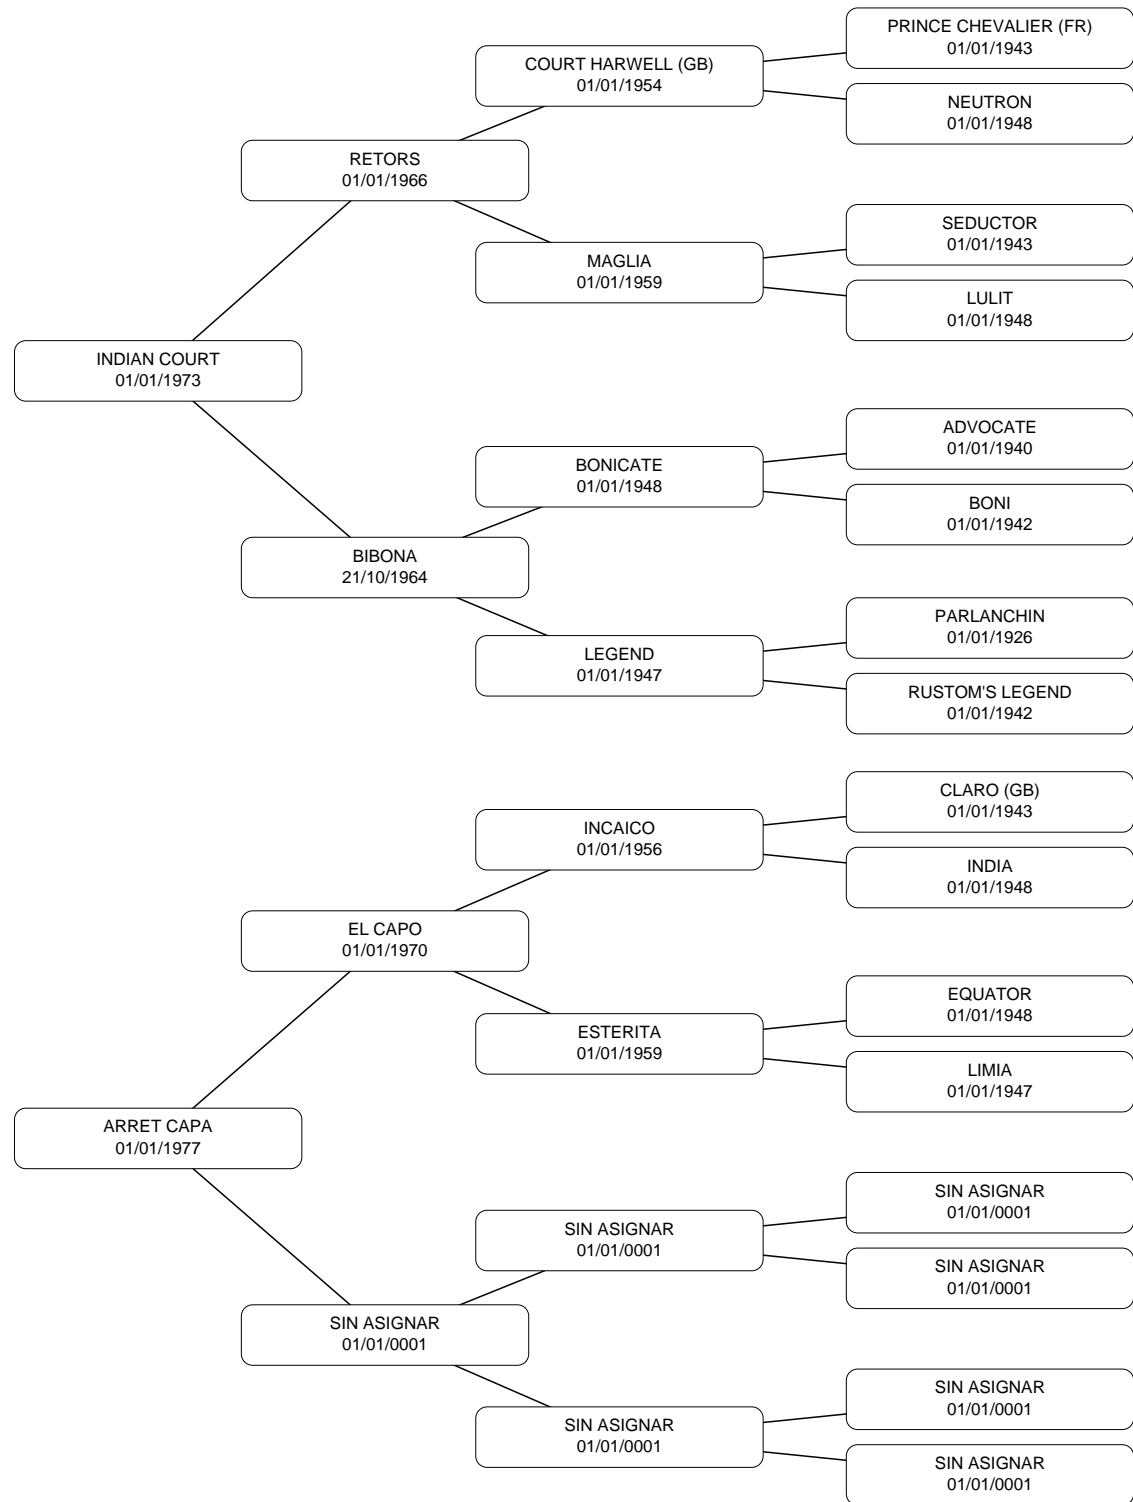 PRINCE CHEVALIER (FR)
01/01/1943
COURT HARWELL (GB)
01/01/1954
NEUTRON
01/01/1948
RETORS
01/01/1966
SEDUCTOR
01/01/1943
MAGLIA
01/01/1959
LULIT
01/01/1948
INDIAN COURT
01/01/1973
ADVOCATE
01/01/1940
BONICATE
01/01/1948
BONI
01/01/1942
BIBONA
21/10/1964
PARLANCHIN
01/01/1926
LEGEND
01/01/1947
RUSTOM'S LEGEND
01/01/1942
CLARO (GB)
01/01/1943
INCAICO
01/01/1956
INDIA
01/01/1948
EL CAPO
01/01/1970
EQUATOR
01/01/1948
ESTERITA
01/01/1959
LIMIA
01/01/1947
ARRET CAPA
01/01/1977
SIN ASIGNAR
01/01/0001
SIN ASIGNAR
01/01/0001
SIN ASIGNAR
01/01/0001
SIN ASIGNAR
01/01/0001
SIN ASIGNAR
01/01/0001
SIN ASIGNAR
01/01/0001
SIN ASIGNAR
01/01/0001